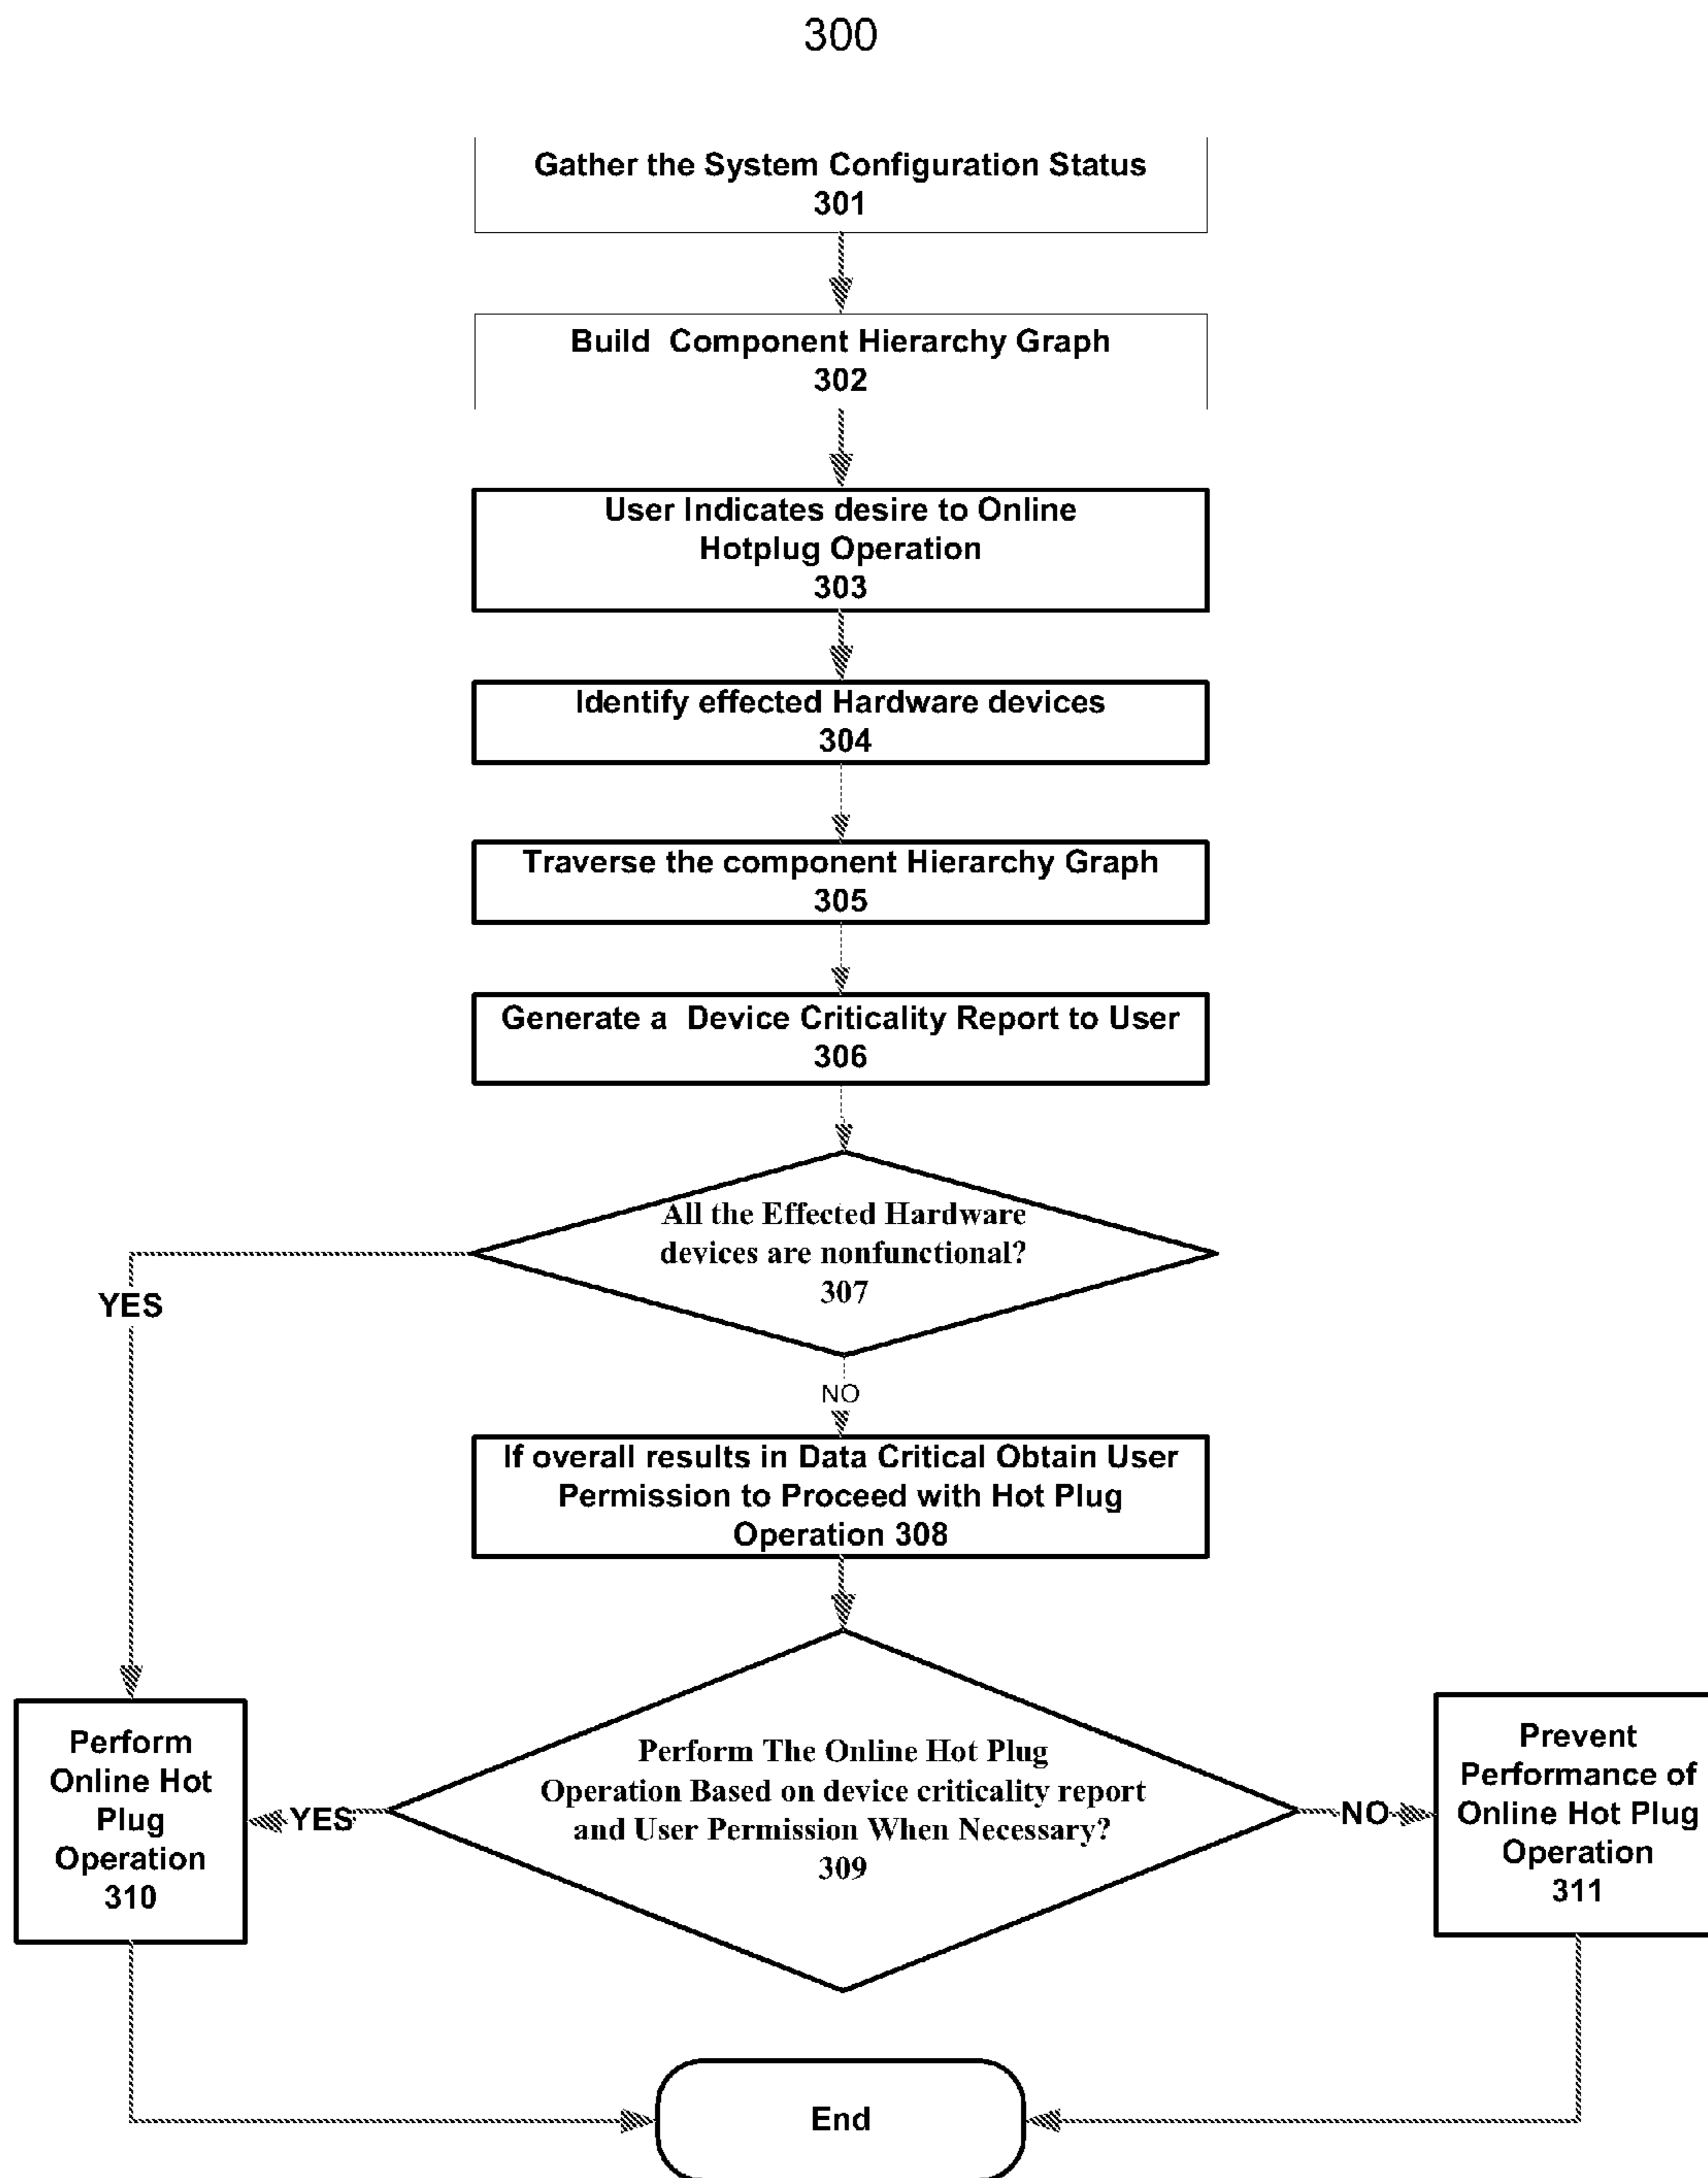 300
Gather the System Configuration Status
301
Build Component Hierarchy Graph
302
User Indicates desire to Online
Hotplug Operation
303
Identify effected Hardware devices
304
Traverse the component Hierarchy Graph
305
Generate a Device Criticality Report to User
306
All the Effected Hardware
devices are nonfunctional?
307
YES
NO
If overall results in Data Critical Obtain User
Permission to Proceed with Hot Plug
Operation 308
Perform
Online Hot
Plug
Operation
310
YES
Perform The Online Hot Plug
Operation Based on device criticality report
and User Permission When Necessary?
309
NO
Prevent
Performance of
Online Hot Plug
Operation
311
End